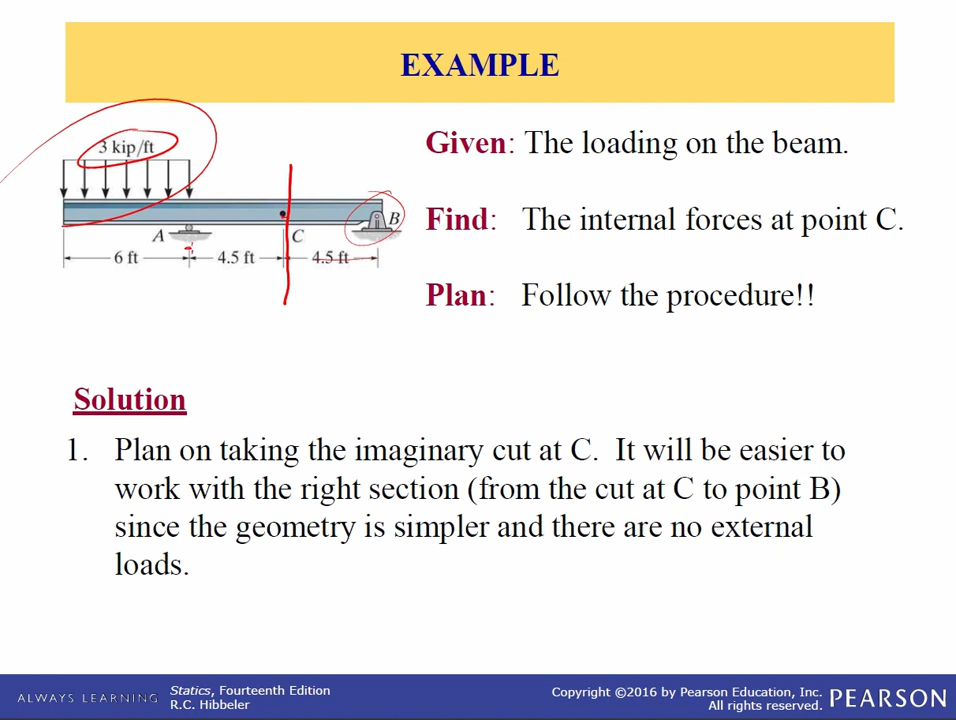 EXAMPLE
3 kip/ft
A
C
B
6 ft
4.5 ft
4.5 ft
Given: The loading on the beam.
Find: The internal forces at point C.
Plan: Follow the procedure!!
Solution
1. Plan on taking the imaginary cut at C. It will be easier to
work with the right section (from the cut at C to point B)
since the geometry is simpler and there are no external
loads.
ALWAYS LEARNING
Statics, Fourteenth Edition
R.C. Hibbeler
Copyright ©2016 by Pearson Education, Inc.
All rights reserved.
PEARSON